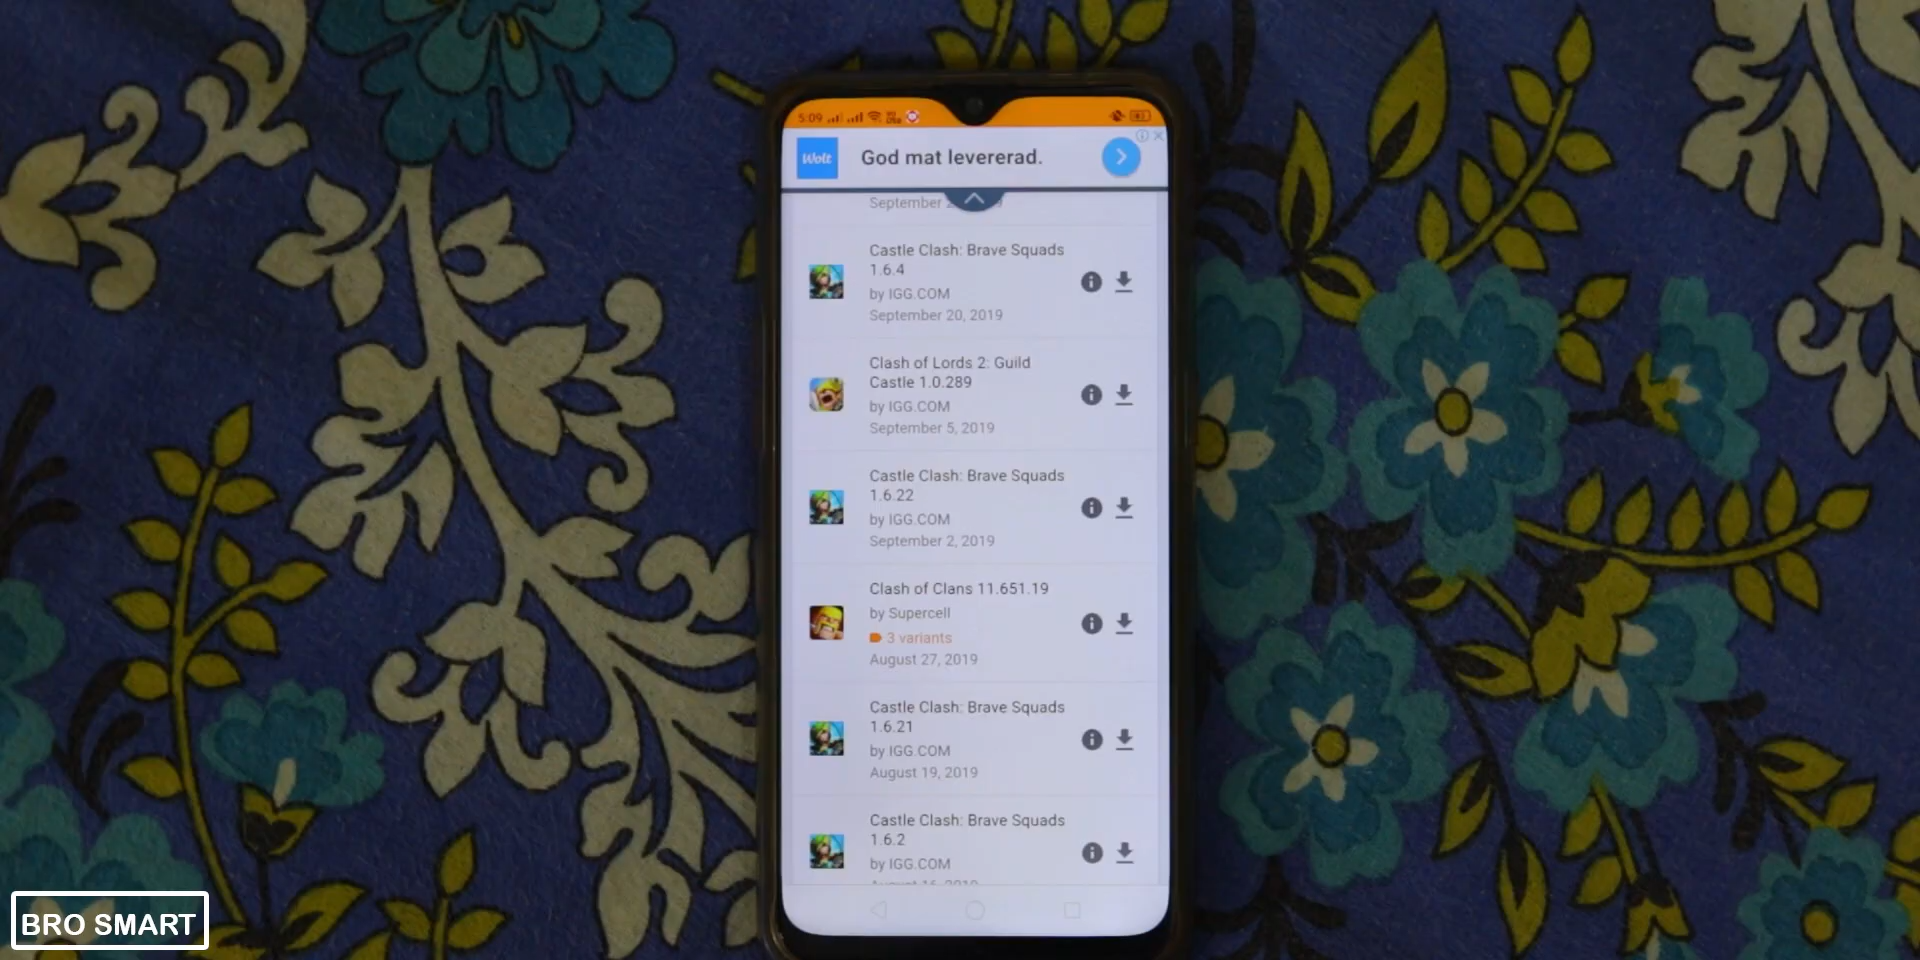 5:09
Wolt
God mat levererad.
September 2
9
Castle Clash: Brave Squads
1.6.4
by IGG.COM
September 20, 2019
Clash of Lords 2: Guild
Castle 1.0.289
by IGG.COM
September 5, 2019
Castle Clash: Brave Squads
1.6.22
by IGG.COM
September 2, 2019
Clash of Clans 11.651.19
by Supercell
3 variants
August 27, 2019
Castle Clash: Brave Squads
1.6.21
by IGG.COM
August 19, 2019
Castle Clash: Brave Squads
1.6.2
by IGG.COM
BRO SMART